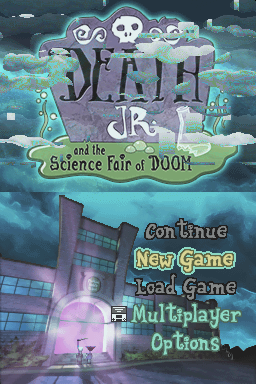 DEATH
JR.
and the
Science Fair of DOOM
Continue
New Game
Load Game
Multiplayer
Options